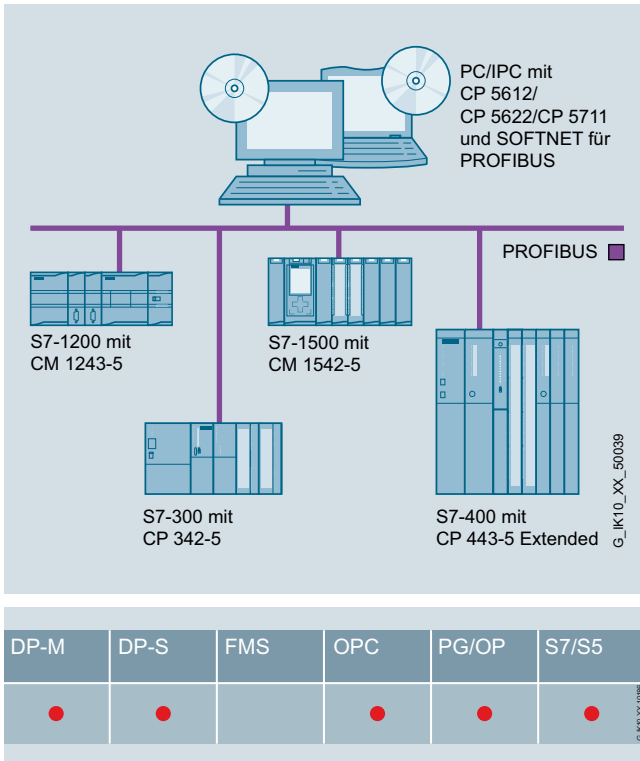 PC/IPC mit
CP 5612/
CP 5622/CP 5711
und SOFTNET für
PROFIBUS
PROFIBUS
S7-1200 mit
CM 1243-5
S7-1500 mit
CM 1542-5
S7-300 mit
CP 342-5
S7-400 mit
CP 443-5 Extended
G_IK10_XX_50039
DP-M
DP-S
FMS
OPC
PG/OP
S7/S5